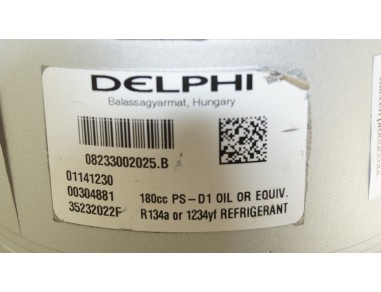 DELPHI
Balassagyarmat, Hungary
08233002025.B
01141230
00304881 180cc PS-D1 OIL OR EQUIV.
35232022F R134a or 1234yf REFRIGERANT